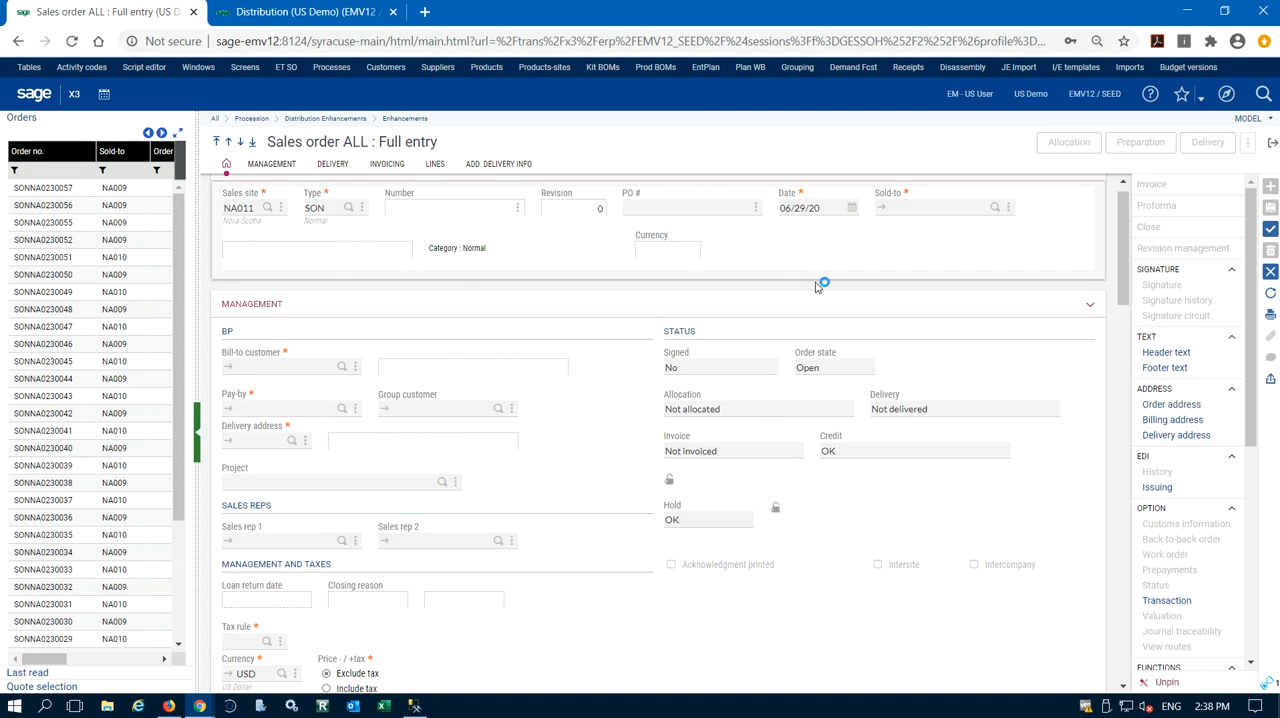 sage Sales order ALL : Full entry (US D
sage Distribution (US Demo) (EMV12 /
Not secure sage-emv12:8124/syracuse-main/html/main.html?url=%2Ftrans%2Fx3%2Ferp%2FEMV12_SEED%2F%24sessions%3Ff%3DGESSOH%252F2%252F%26profile%3D...
Tables Activity codes Script editor Windows Screens ET SO Processes Customers Suppliers Products Products-sites Kit BOMs Prod BOMs EntPlan Plan WB Grouping Demand Fcst Receipts Disassembly JE Import I/E templates Imports Budget versions
sage X3 EM - US User US Demo EMV12 / SEED
Orders
All Procession Distribution Enhancements Enhancements MODEL
Sales order ALL : Full entry Allocation Preparation Delivery
MANAGEMENT DELIVERY INVOICING LINES ADD. DELIVERY INFO
Order no. Sold-to Order
SONNA0230057 NA009
SONNA0230056 NA009
SONNA0230055 NA009
SONNA0230052 NA009
SONNA0230051 NA010
SONNA0230050 NA009
SONNA0230049 NA010
SONNA0230048 NA009
SONNA0230047 NA010
SONNA0230046 NA009
SONNA0230045 NA010
SONNA0230044 NA009
SONNA0230043 NA010
SONNA0230042 NA009
SONNA0230041 NA010
SONNA0230040 NA009
SONNA0230039 NA010
SONNA0230038 NA009
SONNA0230037 NA010
SONNA0230036 NA009
SONNA0230035 NA010
SONNA0230034 NA009
SONNA0230033 NA010
SONNA0230032 NA009
SONNA0230031 NA010
SONNA0230030 NA009
SONNA0230029 NA010
Last read
Quote selection
Sales site * Type * Number Revision PO # Date * Sold-to *
NA011 SON 0 06/29/20
Nova-Scotia Normal
Currency
Category : Normal
MANAGEMENT
BP
Bill-to customer *
Pay-by * Group customer
Delivery address *
Project
SALES REPS
Sales rep 1 Sales rep 2
MANAGEMENT AND TAXES
Loan return date Closing reason
Tax rule *
Currency * Price - / +tax *
USD Exclude tax
US Dollar Include tax
STATUS
Signed Order state
No Open
Allocation Delivery
Not allocated Not delivered
Invoice Credit
Not invoiced OK
Hold
OK
Acknowledgment printed Intersite Intercompany
Invoice
Proforma
Close
Revision management
SIGNATURE
Signature
Signature history
Signature circuit
TEXT
Header text
Footer text
ADDRESS
Order address
Billing address
Delivery address
EDI
History
Issuing
OPTION
Customs information
Back-to-back order
Work order
Prepayments
Status
Transaction
Valuation
Journal traceability
View routes
FUNCTIONS
Unpin
1
ENG 2:38 PM